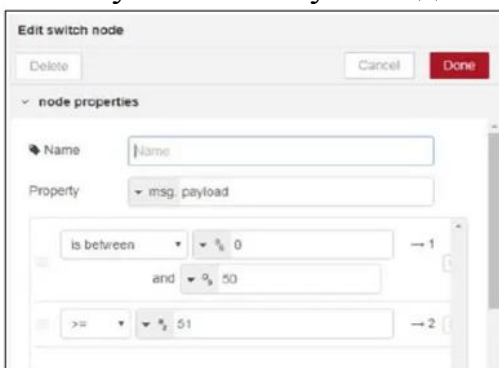 Edit switch node
Delete Cancel Done
node properties
Name Name
Property msg. payload
is between 0 → 1
and 50
>= 51 → 2